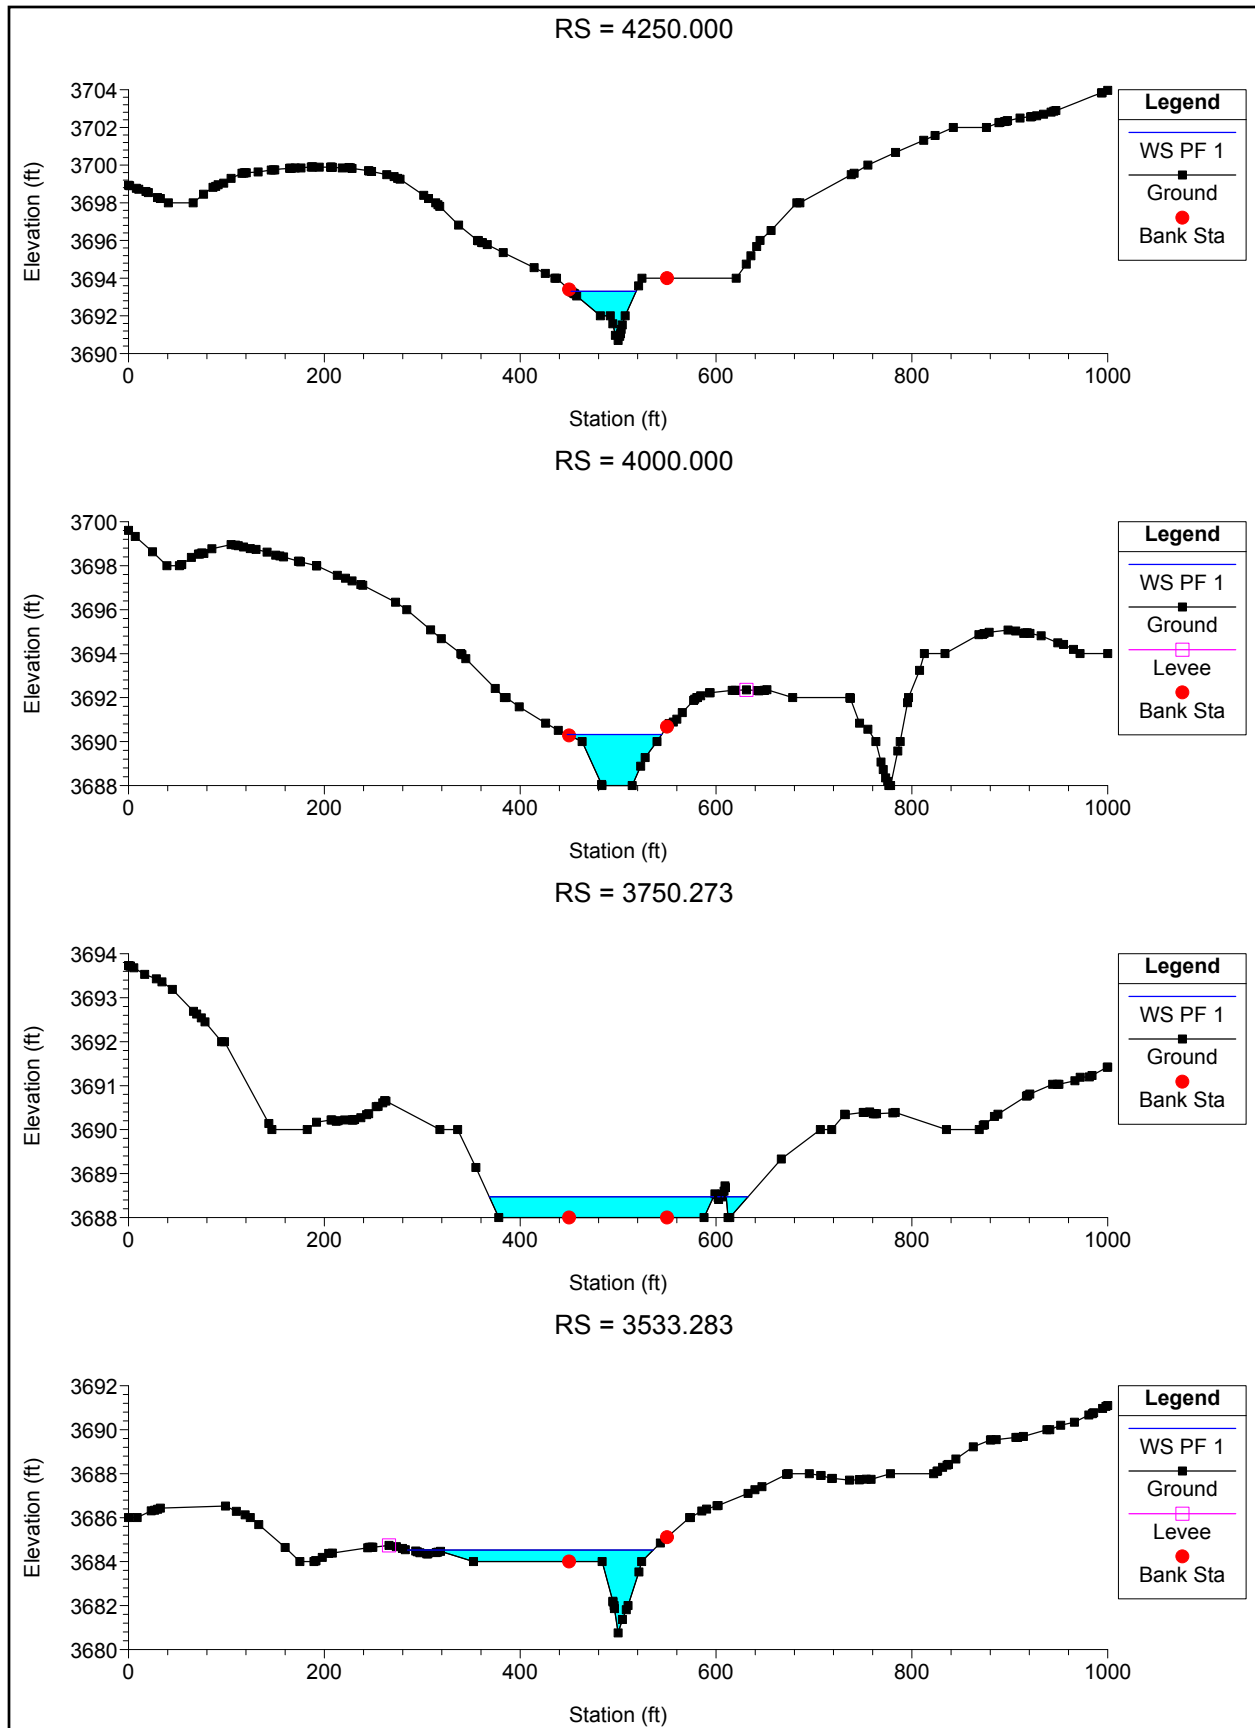 RS = 4250.000
3704
3702
3700
3698
3696
3694
3692
3690
Elevation (ft)
0 200 400 600 800 1000
Station (ft)
Legend
WS PF 1
Ground
Bank Sta
RS = 4000.000
3700
3698
3696
3694
3692
3690
3688
Elevation (ft)
0 200 400 600 800 1000
Station (ft)
Legend
WS PF 1
Ground
Levee
Bank Sta
RS = 3750.273
3694
3693
3692
3691
3690
3689
3688
Elevation (ft)
0 200 400 600 800 1000
Station (ft)
Legend
WS PF 1
Ground
Bank Sta
RS = 3533.283
3692
3690
3688
3686
3684
3682
3680
Elevation (ft)
0 200 400 600 800 1000
Station (ft)
Legend
WS PF 1
Ground
Levee
Bank Sta